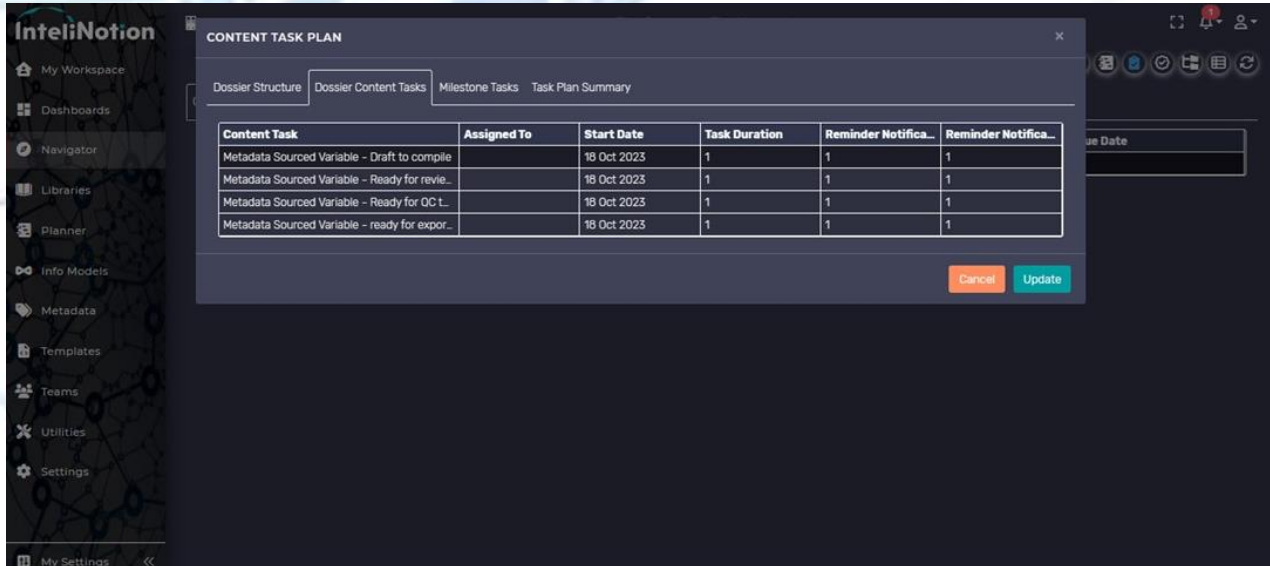 InteliNotion
1
CONTENT TASK PLAN
×
My Workspace
Dossier Structure Dossier Content Tasks Milestone Tasks Task Plan Summary
Dashboards
Content Task Assigned To Start Date Task Duration Reminder Notifica... Reminder Notifica...
ue Date
Navigator
Metadata Sourced Variable - Draft to compile 18 Oct 2023 1 1 1
Metadata Sourced Variable - Ready for revie... 18 Oct 2023 1 1 1
Libraries
Metadata Sourced Variable - Ready for QC t... 18 Oct 2023 1 1 1
Metadata Sourced Variable - ready for expor... 18 Oct 2023 1 1 1
Planner
Info Models
Cancel Update
Metadata
Templates
Teams
Utilities
Settings
My Settings